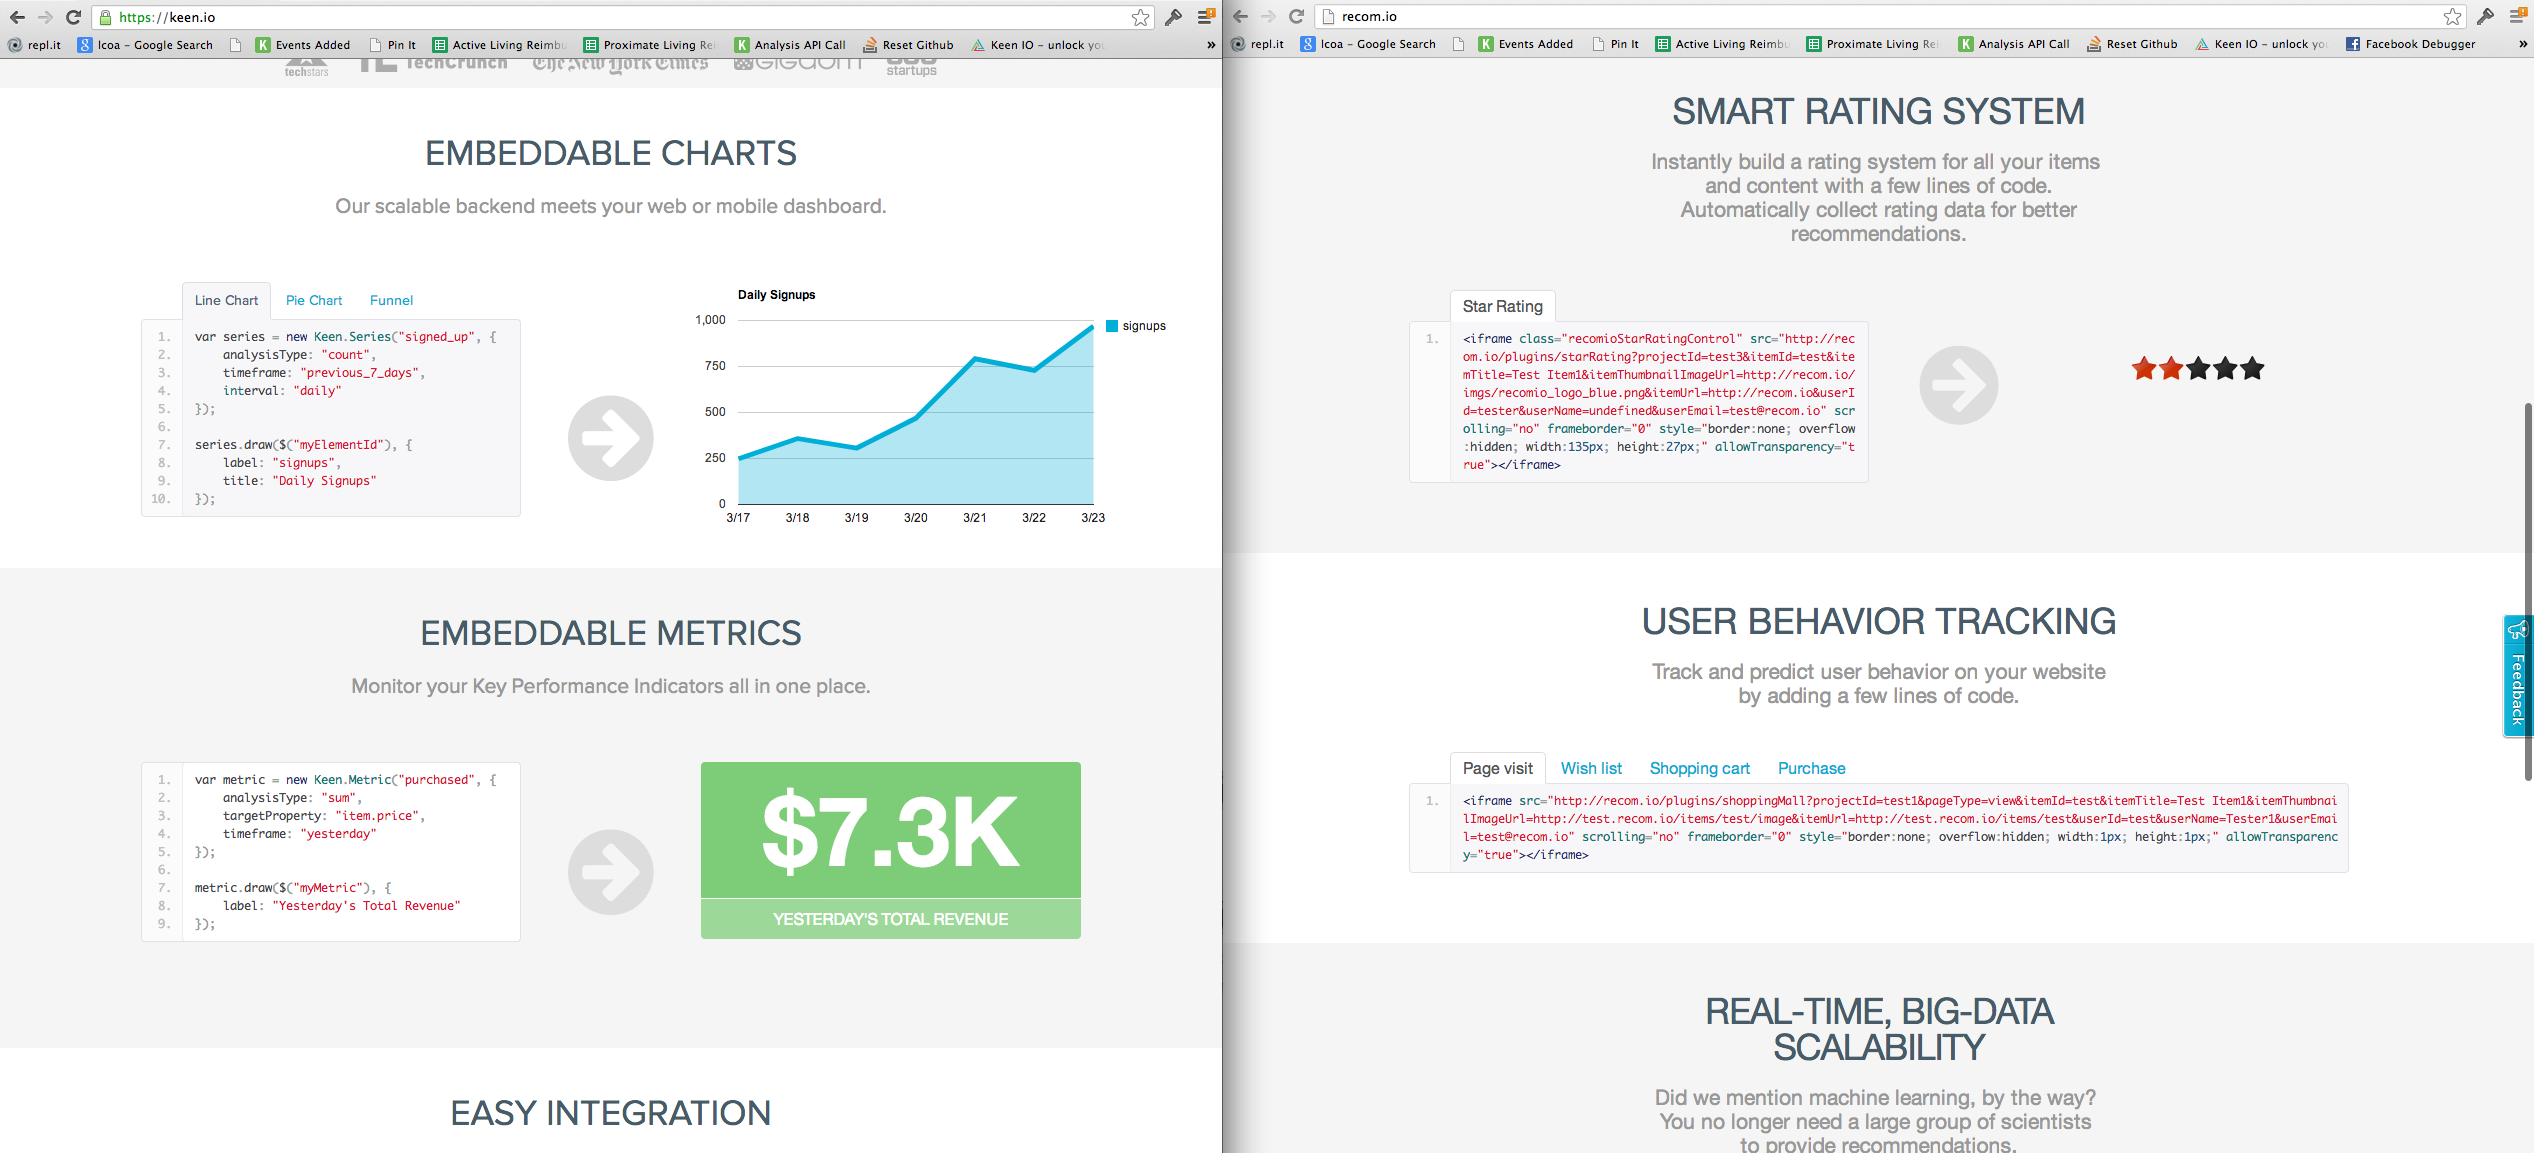 https://keen.io
repl.it
lcoa – Google Search
Events Added
Pin It
Active Living Reimbu
Proximate Living Rei
Analysis API Call
Reset Github
Keen IO – unlock you
»
techstars
TechCrunch
The New York Times
GIGAOM
startups
EMBEDDABLE CHARTS
Our scalable backend meets your web or mobile dashboard.
Line Chart
Pie Chart
Funnel
1. var series = new Keen.Series("signed_up", {
2. analysisType: "count",
3. timeframe: "previous_7_days",
4. interval: "daily"
5. });
6.
7. series.draw($("myElementId"), {
8. label: "signups",
9. title: "Daily Signups"
10. });
Daily Signups
1,000
750
500
250
0
3/17 3/18 3/19 3/20 3/21 3/22 3/23
signups
EMBEDDABLE METRICS
Monitor your Key Performance Indicators all in one place.
1. var metric = new Keen.Metric("purchased", {
2. analysisType: "sum",
3. targetProperty: "item.price",
4. timeframe: "yesterday"
5. });
6.
7. metric.draw($("myMetric"), {
8. label: "Yesterday's Total Revenue"
9. });
$7.3K
YESTERDAY'S TOTAL REVENUE
EASY INTEGRATION
recom.io
repl.it
lcoa – Google Search
Events Added
Pin It
Active Living Reimbu
Proximate Living Rei
Analysis API Call
Reset Github
Keen IO – unlock you
Facebook Debugger
»
SMART RATING SYSTEM
Instantly build a rating system for all your items
and content with a few lines of code.
Automatically collect rating data for better
recommendations.
Star Rating
1. <iframe class="recomioStarRatingControl" src="http://rec
om.io/plugins/starRating?projectId=test3&itemId=test&ite
mTitle=Test Item1&itemThumbnailImageUrl=http://recom.io/
imgs/recomio_logo_blue.png&itemUrl=http://recom.io&userI
d=tester&userName=undefined&userEmail=test@recom.io" scr
olling="no" frameborder="0" style="border:none; overflow
:hidden; width:135px; height:27px;" allowTransparency="t
rue"></iframe>
USER BEHAVIOR TRACKING
Track and predict user behavior on your website
by adding a few lines of code.
Page visit
Wish list
Shopping cart
Purchase
1. <iframe src="http://recom.io/plugins/shoppingMall?projectId=test1&pageType=view&itemId=test&itemTitle=Test Item1&itemThumbnai
lImageUrl=http://test.recom.io/items/test/image&itemUrl=http://test.recom.io/items/test&userId=test&userName=Tester1&userEmai
l=test@recom.io" scrolling="no" frameborder="0" style="border:none; overflow:hidden; width:1px; height:1px;" allowTransparenc
y="true"></iframe>
Feedback
REAL-TIME, BIG-DATA
SCALABILITY
Did we mention machine learning, by the way?
You no longer need a large group of scientists
to provide recommendations.